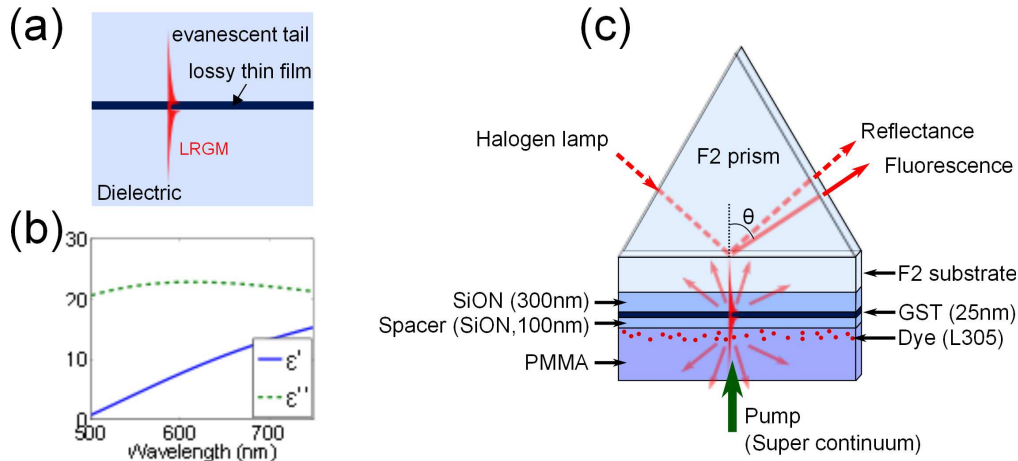 (a)
evanescent tail
lossy thin film
LRGM
Dielectric
(b)
30
20
10
0
500
600
700
Wavelength (nm)
ε'
ε''
(c)
Halogen lamp
F2 prism
Reflectance
Fluorescence
θ
F2 substrate
SiON (300nm)
GST (25nm)
Spacer (SiON,100nm)
Dye (L305)
PMMA
Pump
(Super continuum)